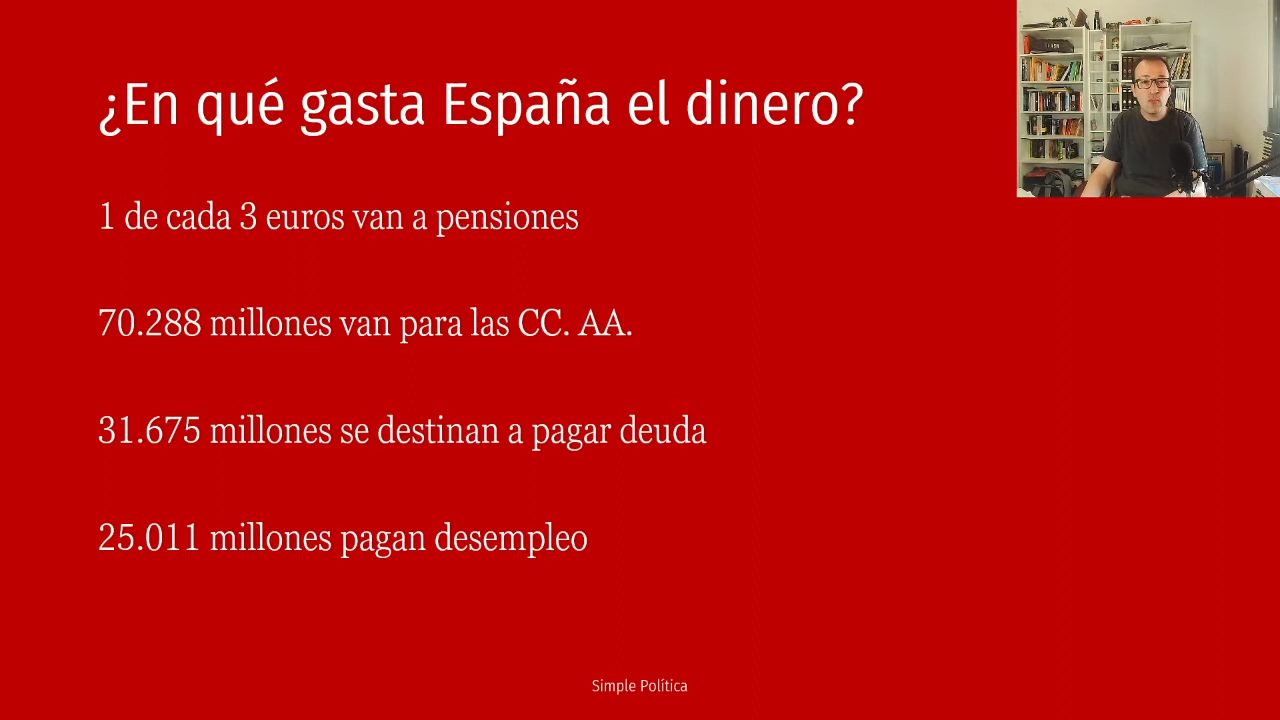 ¿En qué gasta España el dinero?
1 de cada 3 euros van a pensiones
70.288 millones van para las CC. AA.
31.675 millones se destinan a pagar deuda
25.011 millones pagan desempleo
Simple Política